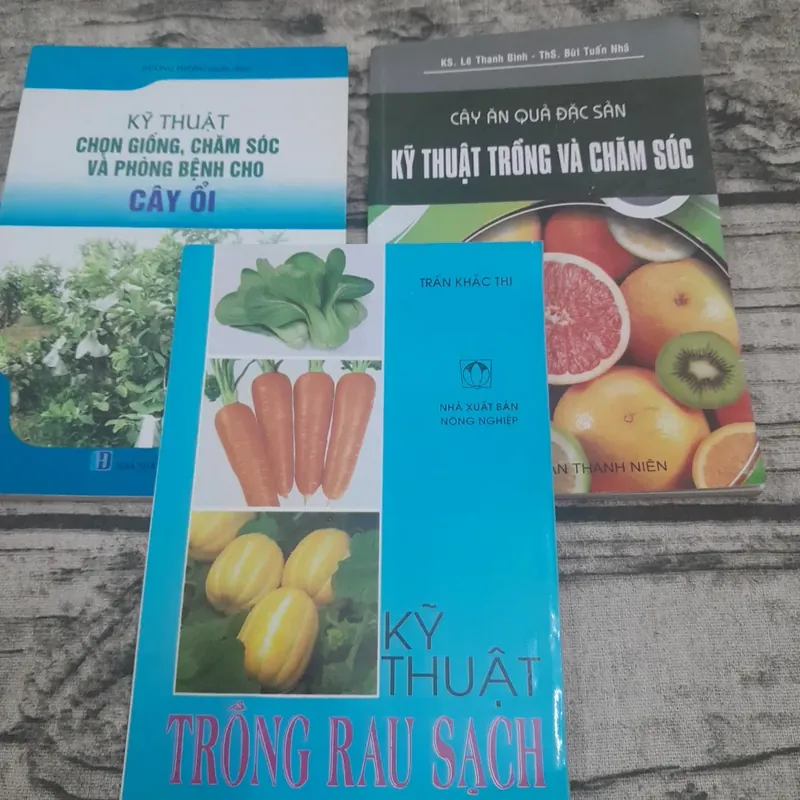 KỸ THUẬT
CHỌN GIỐNG, CHĂM SÓC
VÀ PHÒNG BỆNH CHO
CÂY ỔI
KS. Lê Thanh Bình - ThS. Bùi Tuấn Nhã
CÂY ĂN QUẢ ĐẶC SẢN
KỸ THUẬT TRỒNG VÀ CHĂM SÓC
THANH NIÊN
TRẦN KHẮC THI
NHÀ XUẤT BẢN
NÔNG NGHIỆP
KỸ
THUẬT
TRỒNG RAU SẠCH